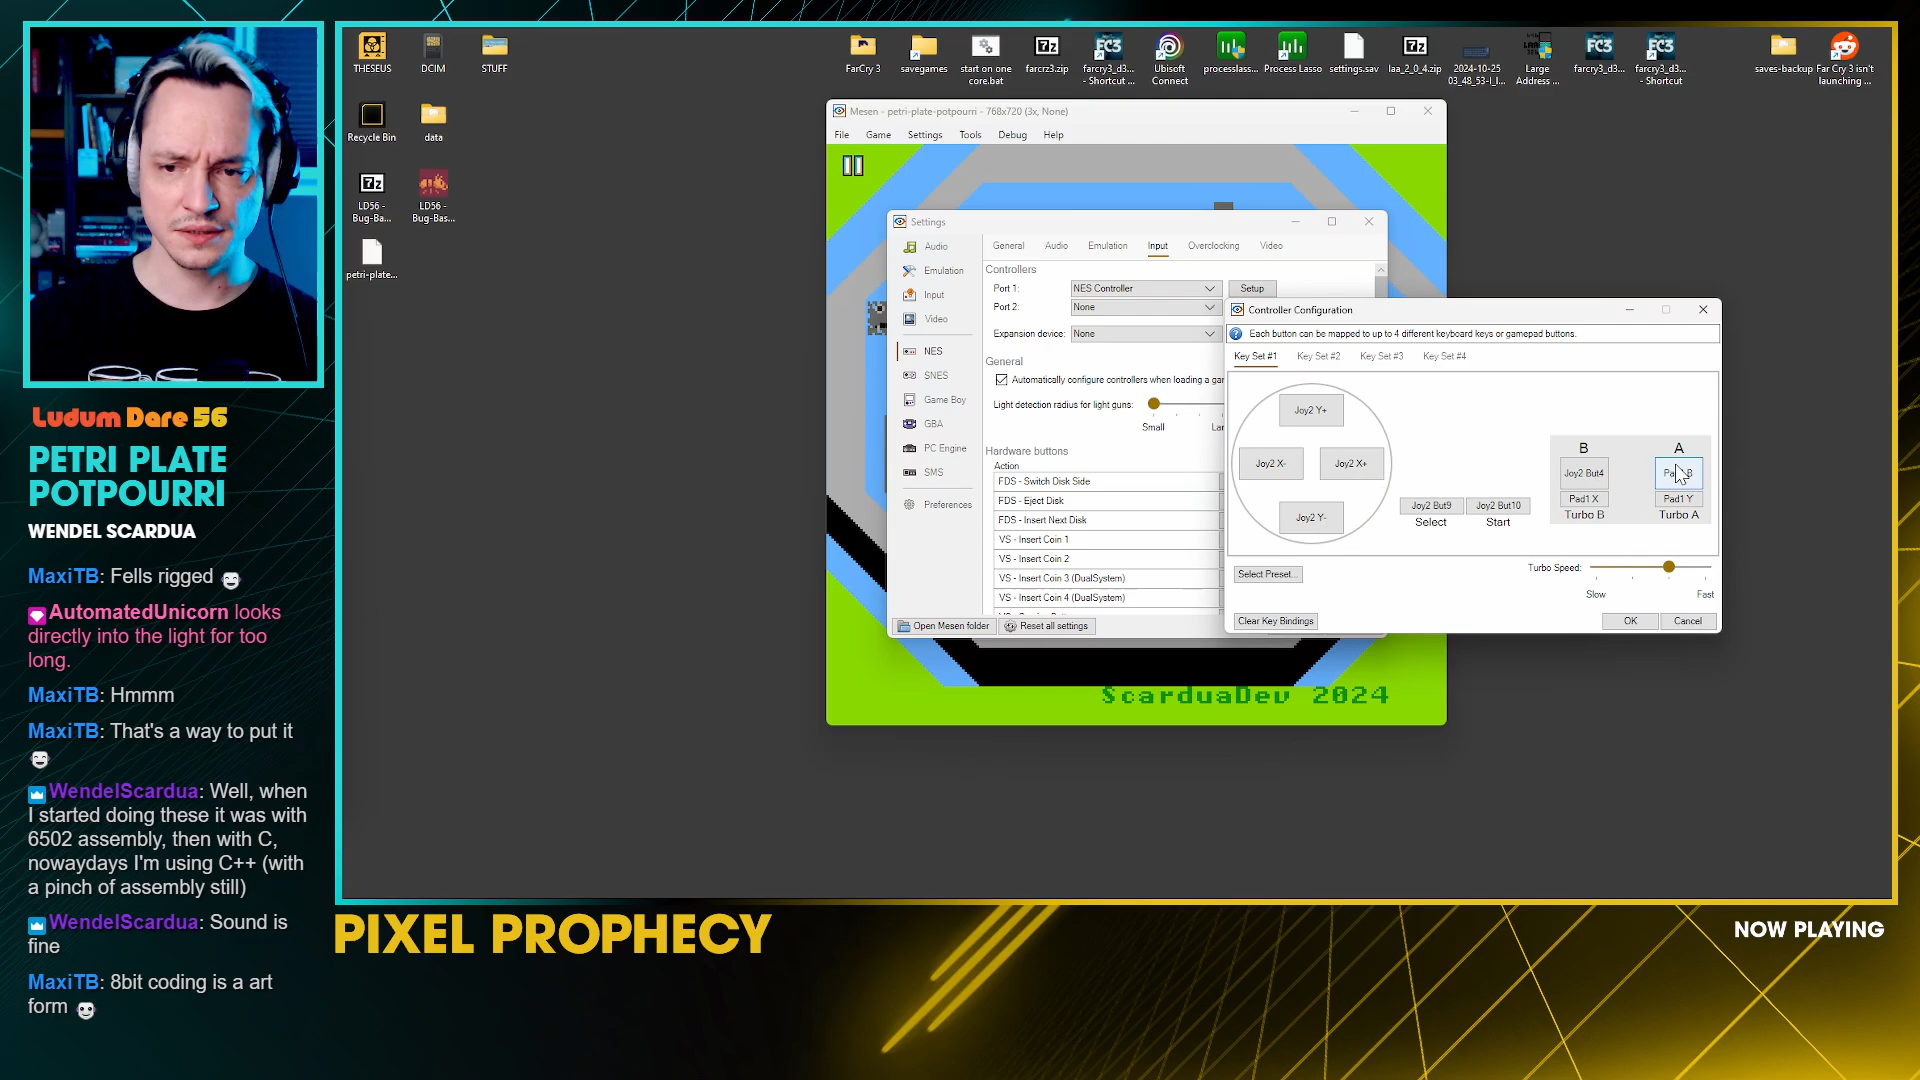 THESEUS
DCIM
STUFF
Recycle Bin
data
LD56 -
Bug-Ba...
LD56 -
Bug-Bas...
petri-plate...
FarCry 3
savegames
start on one
core.bat
farcrz3.zip
farcry3_d3...
- Shortcut ...
Ubisoft
Connect
processlass...
Process Lasso
settings.sav
laa_2_0_4.zip
2024-10-25
03_48_53-I_I...
Large
Address ...
farcry3_d3...
farcry3_d3...
- Shortcut
saves-backup
Far Cry 3 isn't
launching ...
Mesen - petri-plate-potpourri - 768x720 (3x, None)
File Game Settings Tools Debug Help
Settings
Audio
Emulation
Input
Video
NES
SNES
Game Boy
GBA
PC Engine
SMS
Preferences
General Audio Emulation Input Overclocking Video
Controllers
Port 1: NES Controller Setup
Port 2: None
Expansion device: None
General
Automatically configure controllers when loading a gar
Light detection radius for light guns:
Small Lar
Hardware buttons
Action
FDS - Switch Disk Side
FDS - Eject Disk
FDS - Insert Next Disk
VS - Insert Coin 1
VS - Insert Coin 2
VS - Insert Coin 3 (DualSystem)
VS - Insert Coin 4 (DualSystem)
Open Mesen folder Reset all settings
Controller Configuration
Each button can be mapped to up to 4 different keyboard keys or gamepad buttons.
Key Set #1 Key Set #2 Key Set #3 Key Set #4
Joy2 Y+
Joy2 X- Joy2 X+
Joy2 Y-
Joy2 But9 Joy2 But10
Select Start
B A
Joy2 But4
Pad1 X Pad1 Y
Turbo B Turbo A
Select Preset...
Turbo Speed:
Slow Fast
Clear Key Bindings OK Cancel
ScarduaDev 2024
Ludum Dare 56
PETRI PLATE
POTPOURRI
WENDEL SCARDUA
MaxiTB: Fells rigged
AutomatedUnicorn looks
directly into the light for too
long.
MaxiTB: Hmmm
MaxiTB: That's a way to put it
WendelScardua: Well, when
I started doing these it was with
6502 assembly, then with C,
nowaydays I'm using C++ (with
a pinch of assembly still)
WendelScardua: Sound is
fine
MaxiTB: 8bit coding is a art
form
PIXEL PROPHECY
NOW PLAYING